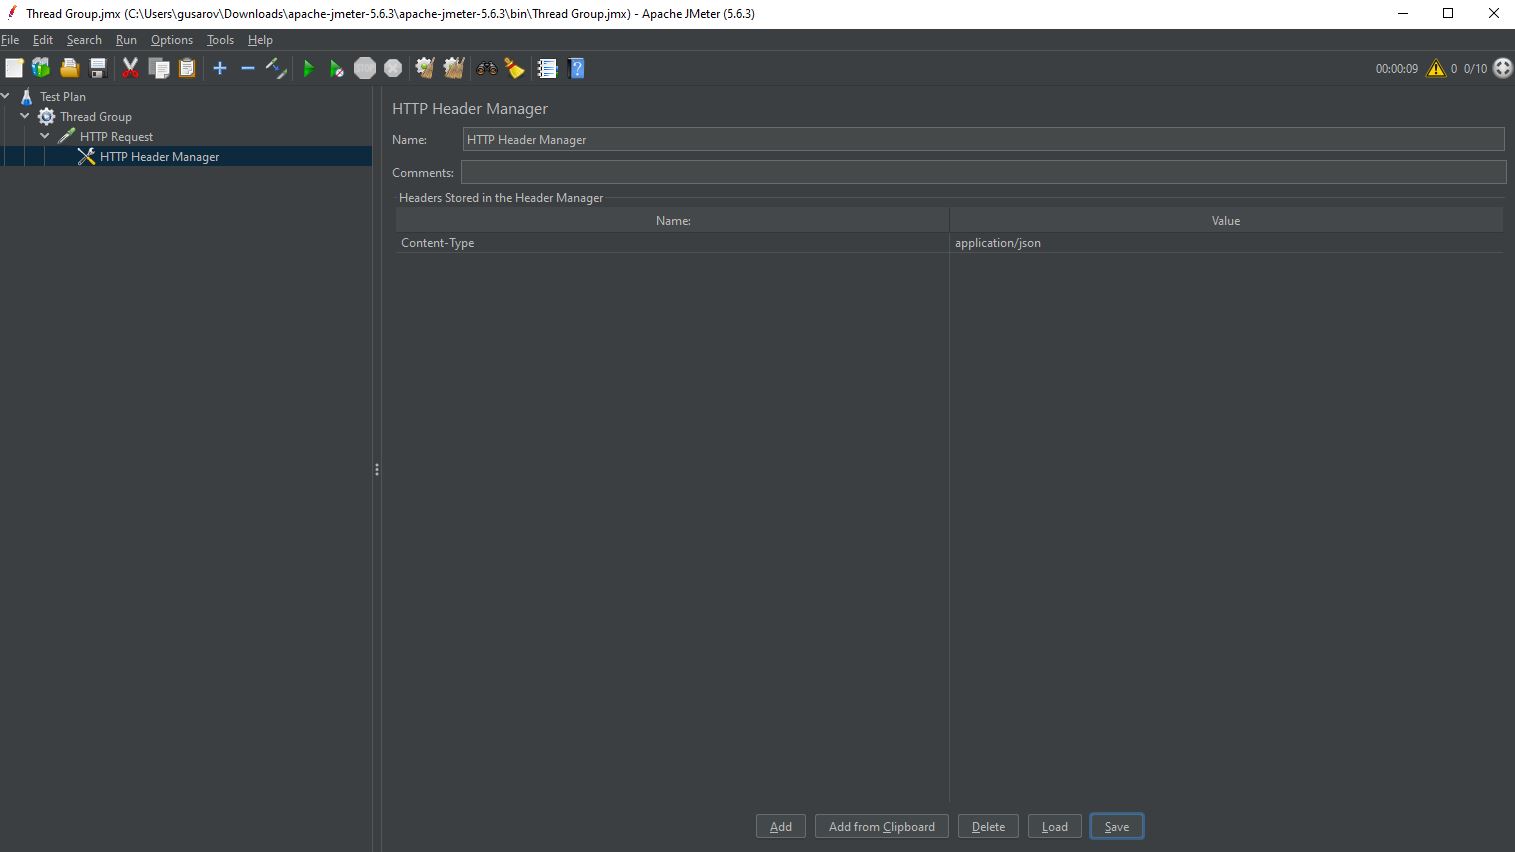 Thread Group.jmx (C:\Users\gusarov\Downloads\apache-jmeter-5.6.3\apache-jmeter-5.6.3\bin\Thread Group.jmx) - Apache JMeter (5.6.3)
File Edit Search Run Options Tools Help
00:00:09 0 0/10
Test Plan
Thread Group
HTTP Request
HTTP Header Manager
HTTP Header Manager
Name: HTTP Header Manager
Comments:
Headers Stored in the Header Manager
Name: Value
Content-Type application/json
Add Add from Clipboard Delete Load Save